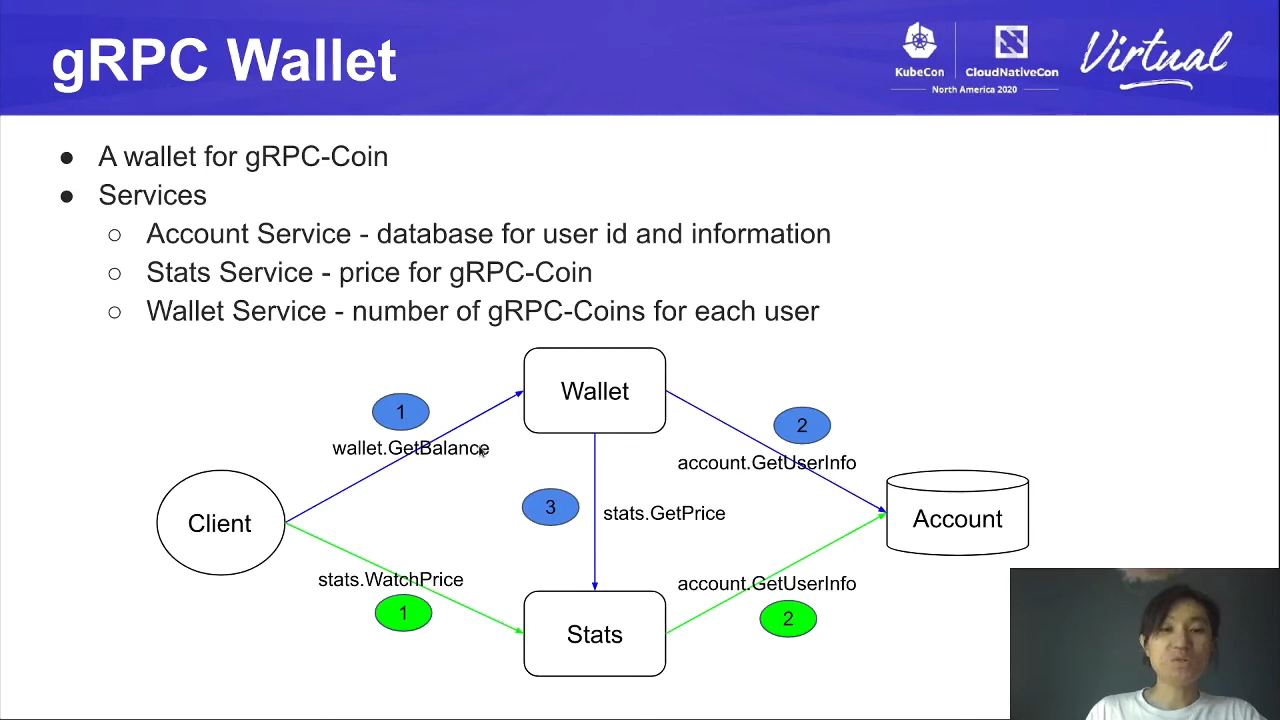 gRPC Wallet
KubeCon
CloudNativeCon
North America 2020
Virtual
● A wallet for gRPC-Coin
● Services
○ Account Service - database for user id and information
○ Stats Service - price for gRPC-Coin
○ Wallet Service - number of gRPC-Coins for each user
Wallet
1
wallet.GetBalance
2
account.GetUserInfo
3
stats.GetPrice
Client
Account
stats.WatchPrice
1
account.GetUserInfo
2
Stats